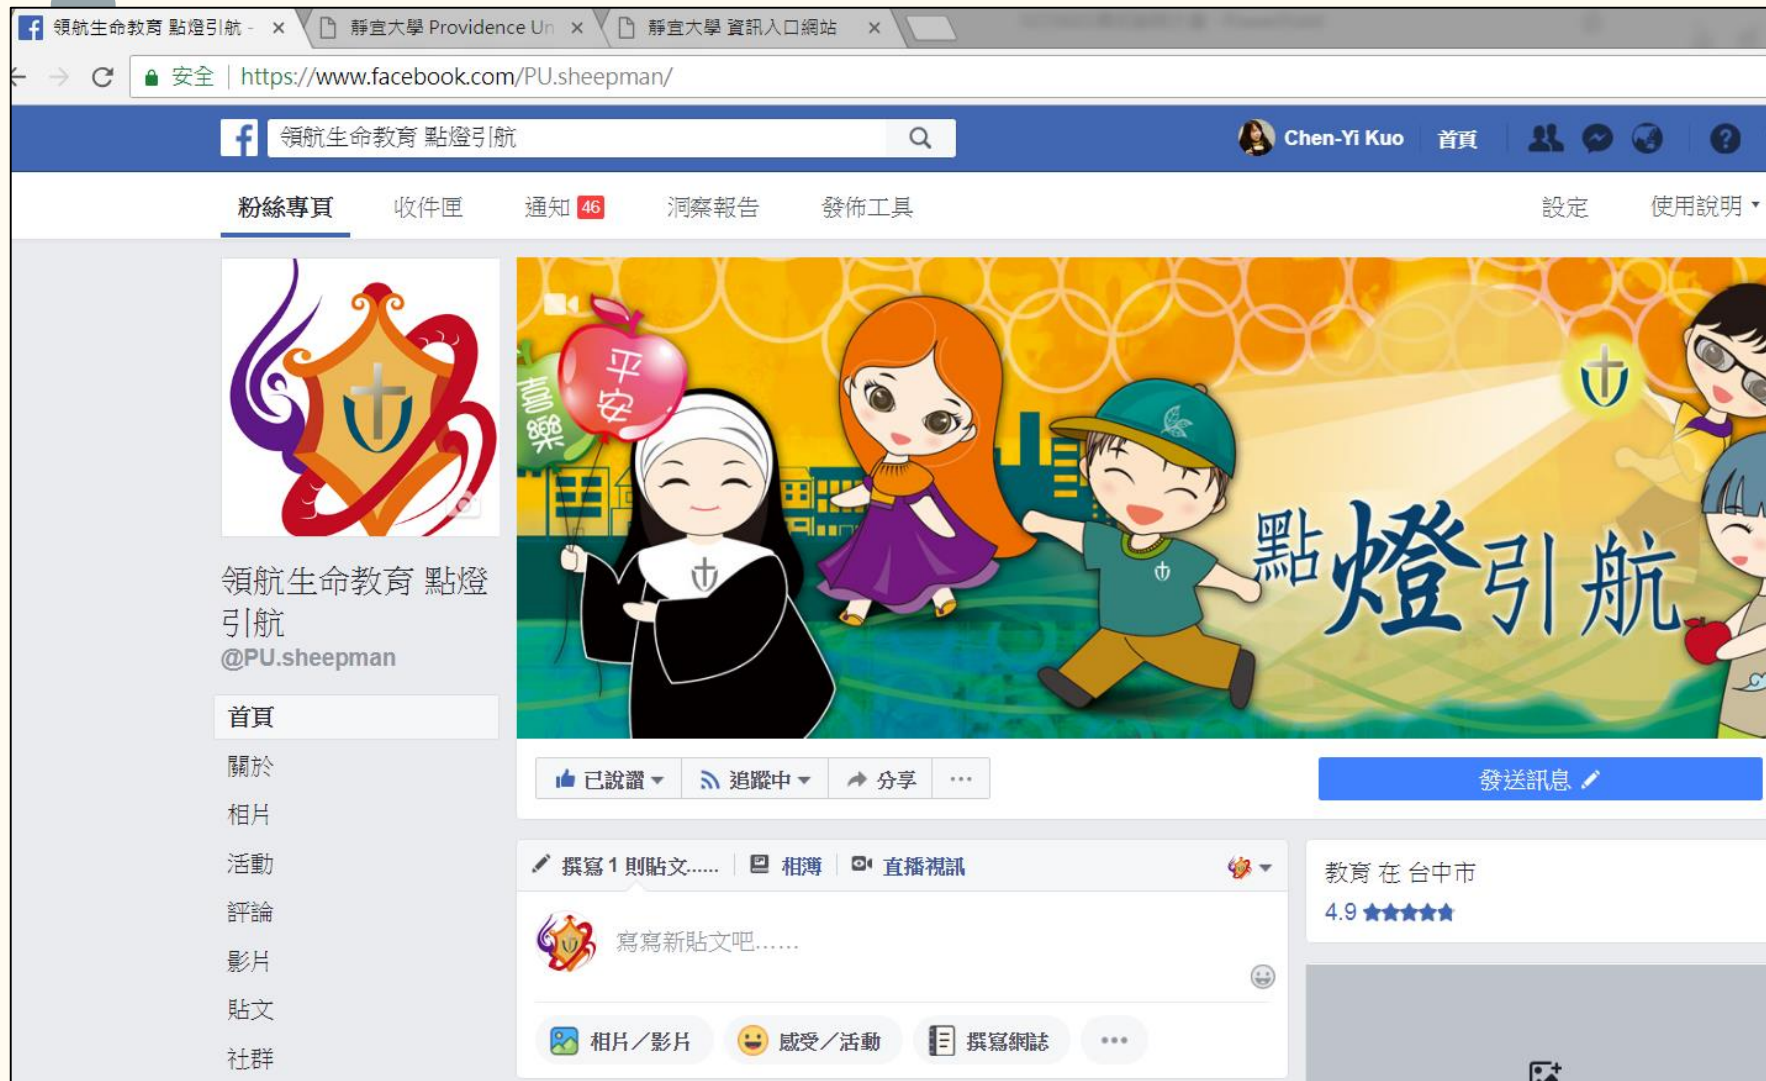 領航生命教育 點燈引航 -
靜宜大學 Providence Un
靜宜大學 資訊入口網站
安全 | https://www.facebook.com/PU.sheepman/
領航生命教育 點燈引航
Chen-Yi Kuo 首頁
粉絲專頁 收件匣 通知 46 洞察報告 發佈工具 設定 使用說明
平安
喜樂
點燈引航
領航生命教育 點燈
引航
@PU.sheepman
首頁
關於
相片
活動
評論
影片
貼文
社群
已說讚 追蹤中 分享 ...
發送訊息
撰寫 1 則貼文...... 相簿 直播視訊
寫寫新貼文吧......
相片／影片 感受／活動 撰寫網誌 ...
教育 在 台中市
4.9 ★★★★★